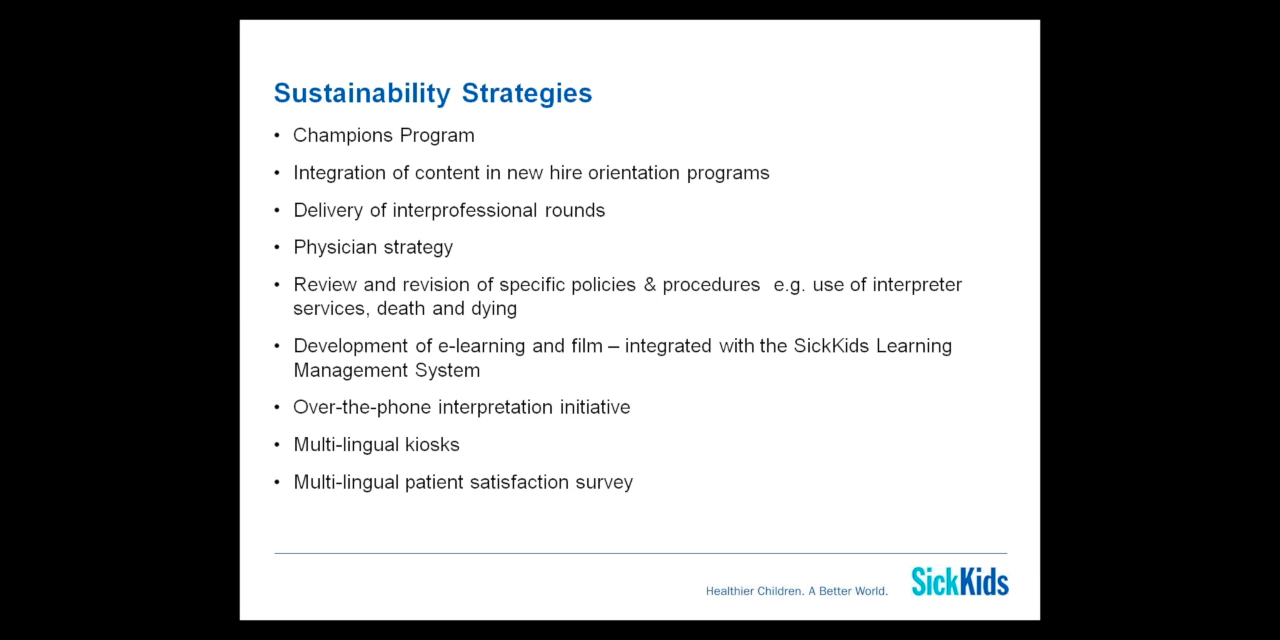 Sustainability Strategies
• Champions Program
• Integration of content in new hire orientation programs
• Delivery of interprofessional rounds
• Physician strategy
• Review and revision of specific policies & procedures  e.g. use of interpreter
services, death and dying
• Development of e-learning and film – integrated with the SickKids Learning
Management System
• Over-the-phone interpretation initiative
• Multi-lingual kiosks
• Multi-lingual patient satisfaction survey
Healthier Children. A Better World.
SickKids